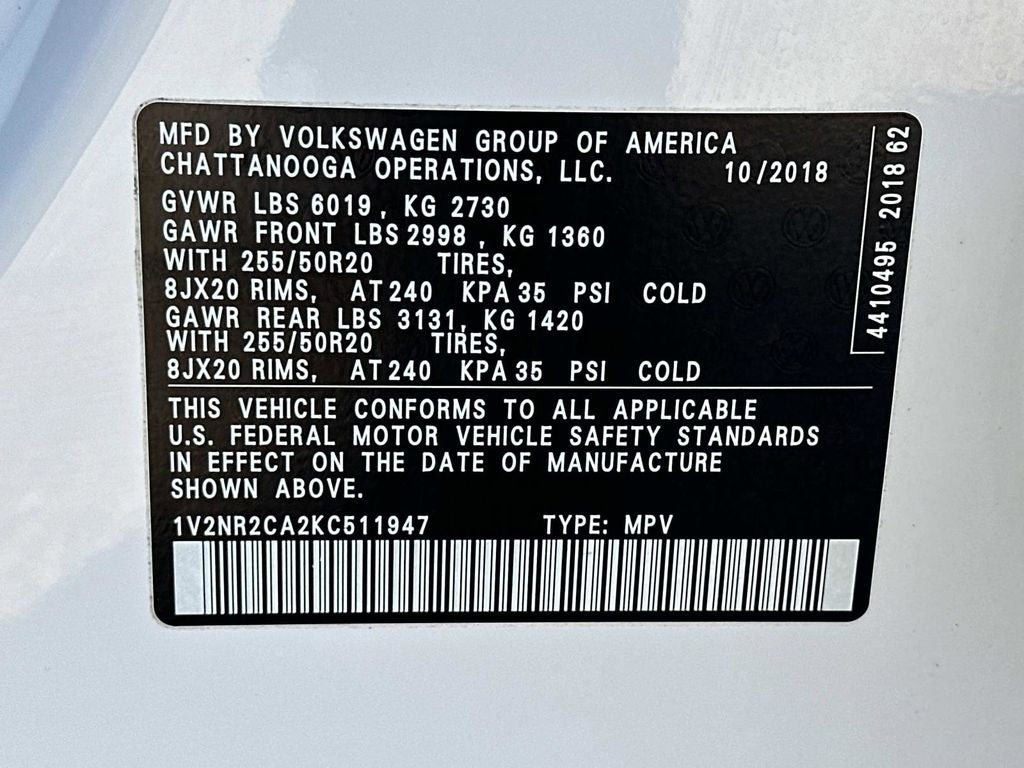 MFD BY VOLKSWAGEN GROUP OF AMERICA
CHATTANOOGA OPERATIONS, LLC. 10/2018
GVWR LBS 6019, KG 2730
GAWR FRONT LBS 2998, KG 1360
WITH 255/50R20 TIRES,
8JX20 RIMS, AT 240 KPA 35 PSI COLD
GAWR REAR LBS 3131, KG 1420
WITH 255/50R20 TIRES,
8JX20 RIMS, AT 240 KPA 35 PSI COLD
THIS VEHICLE CONFORMS TO ALL APPLICABLE
U.S. FEDERAL MOTOR VEHICLE SAFETY STANDARDS
IN EFFECT ON THE DATE OF MANUFACTURE
SHOWN ABOVE.
1V2NR2CA2KC511947 TYPE: MPV
4410495 2018 62